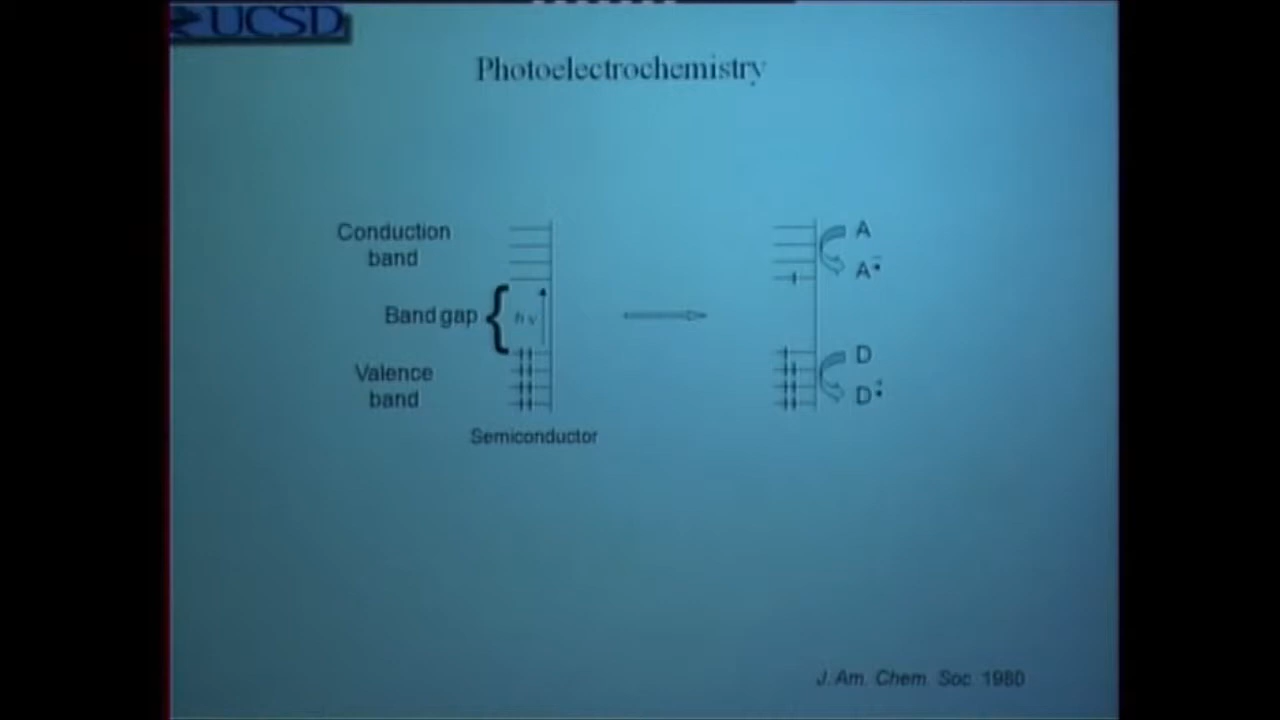 UCSD
Photoelectrochemistry
Conduction
band
A
A•̄
Band gap
hν
Valence
band
D
D•⁺
Semiconductor
J. Am. Chem. Soc. 1980